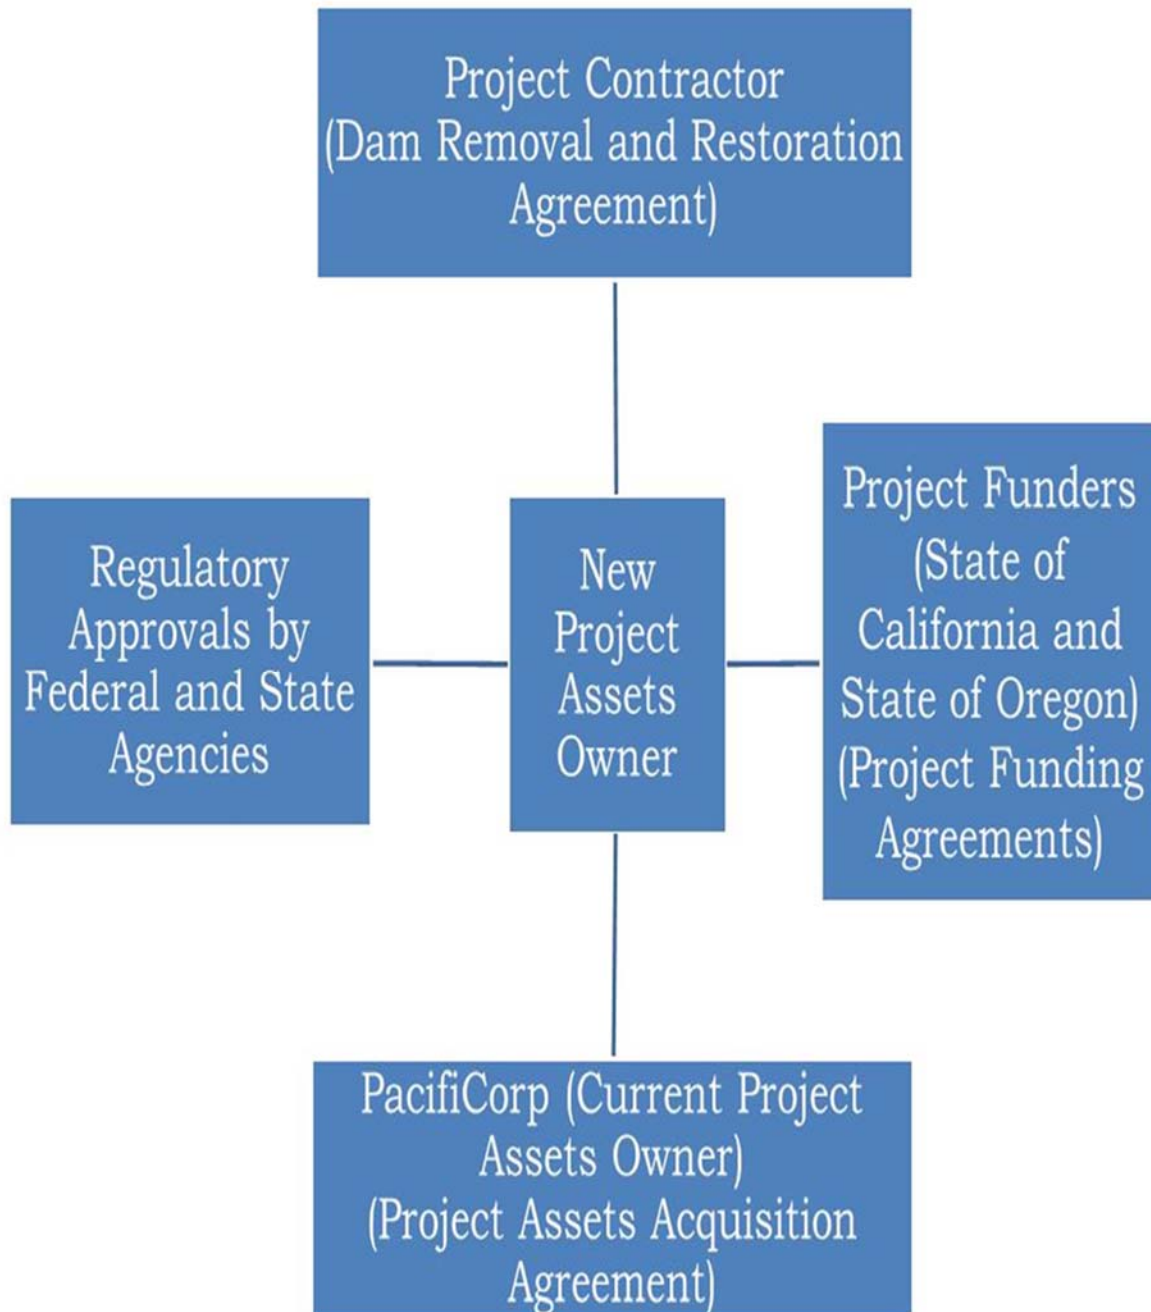 Project Contractor
(Dam Removal and Restoration
Agreement)
Regulatory
Approvals by
Federal and State
Agencies
New
Project
Assets
Owner
Project Funders
(State of
California and
State of Oregon)
(Project Funding
Agreements)
PacifiCorp (Current Project
Assets Owner)
(Project Assets Acquisition
Agreement)